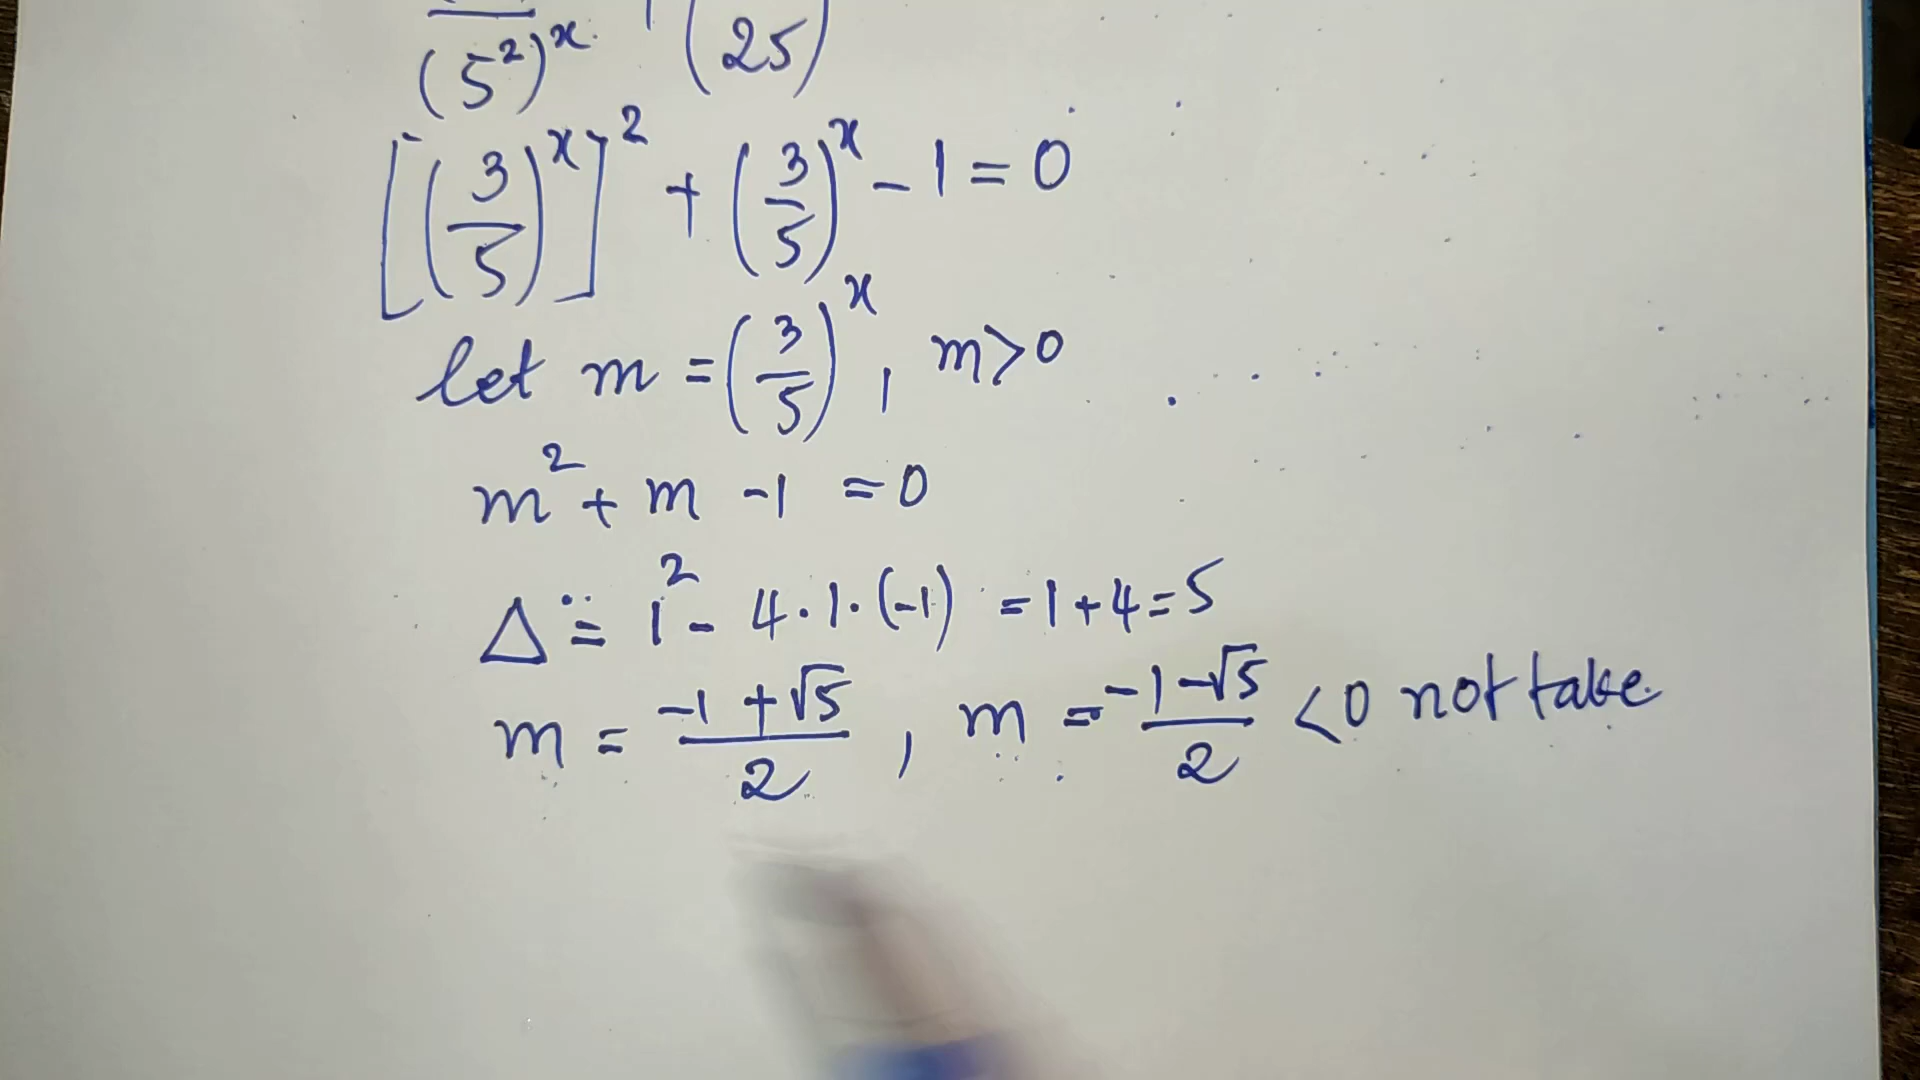 (5²)ˣ (25)
[(3/5)ˣ]² + (3/5)ˣ - 1 = 0
let m = (3/5)ˣ, m>0
m² + m - 1 = 0
Δ = 1² - 4·1·(-1) = 1+4=5
m = (-1+√5)/2, m = (-1-√5)/2 <0 not take